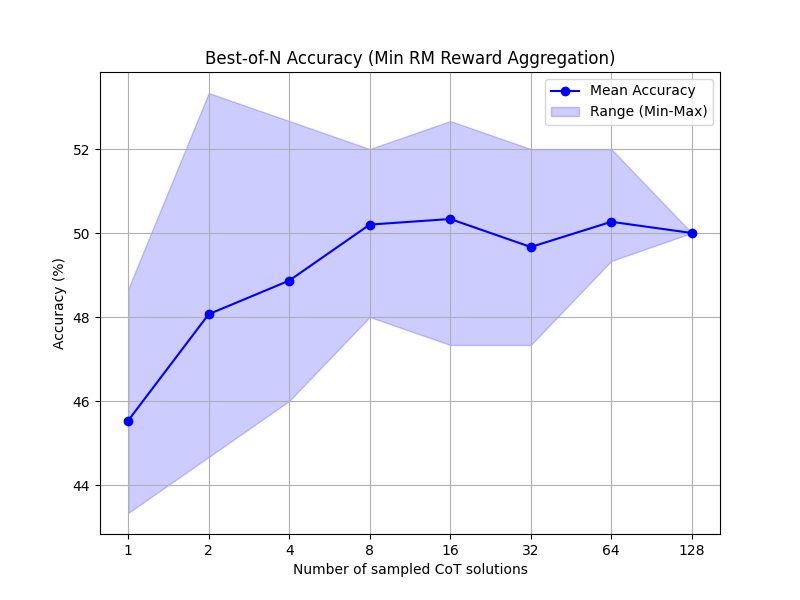 Best-of-N Accuracy (Min RM Reward Aggregation)
Mean Accuracy
Range (Min-Max)
Accuracy (%)
52
50
48
46
44
1 2 4 8 16 32 64 128
Number of sampled CoT solutions